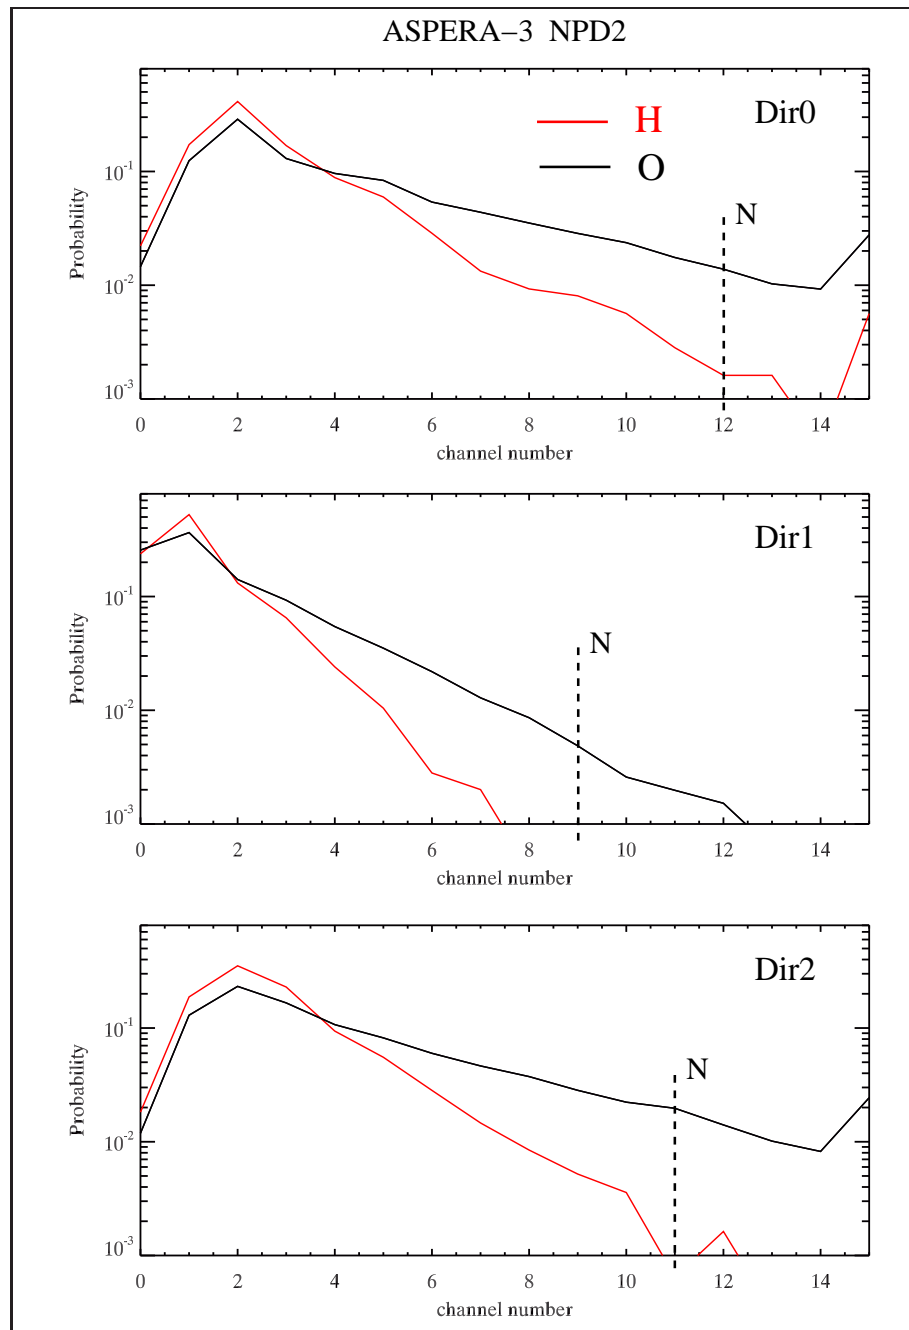 ASPERA−3 NPD2
H
O
Dir0
N
Probability
10⁻¹
10⁻²
10⁻³
0 2 4 6 8 10 12 14
channel number
Dir1
N
Probability
10⁻¹
10⁻²
10⁻³
0 2 4 6 8 10 12 14
channel number
Dir2
N
Probability
10⁻¹
10⁻²
10⁻³
0 2 4 6 8 10 12 14
channel number